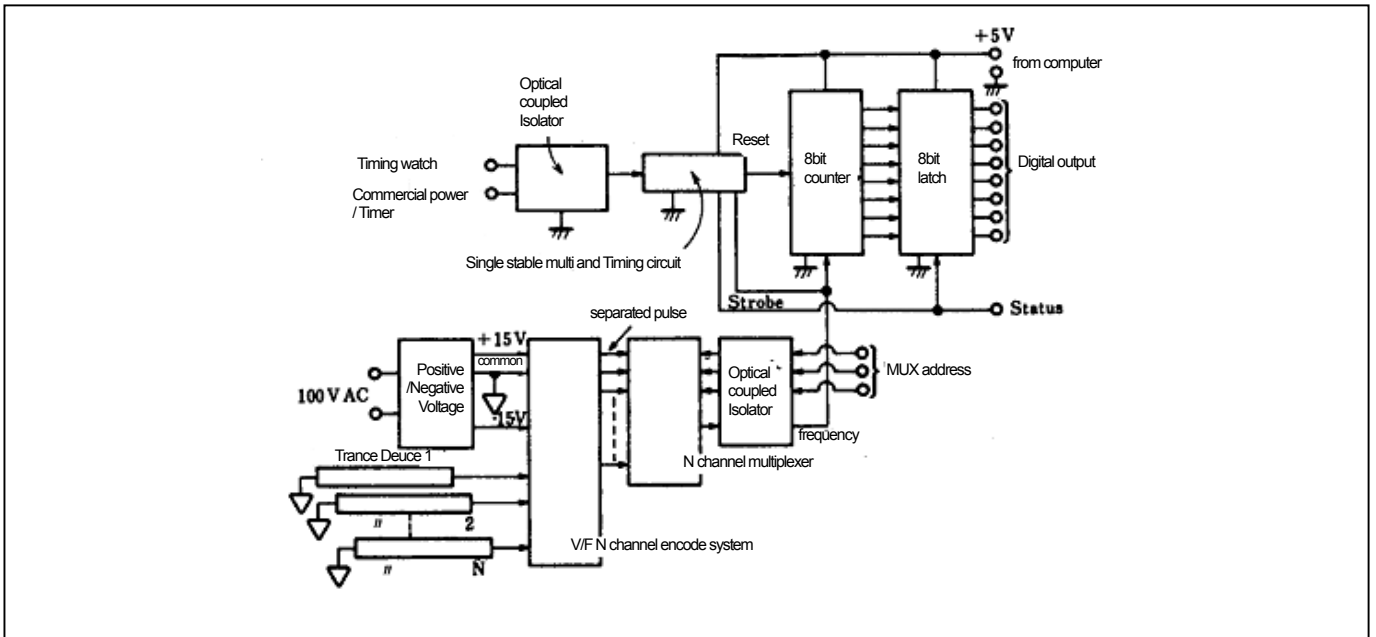 +5V
from computer
Optical
coupled
Isolator
Reset
Timing watch
8bit
counter
8bit
latch
Digital output
Commercial power
/ Timer
Single stable multi and Timing circuit
Strobe
Status
separated pulse
+15V
common
Positive
/Negative
Voltage
100V AC
-15V
Optical
coupled
Isolator
MUX address
frequency
N channel multiplexer
Trance Deuce 1
〃 2
〃 N
V/F N channel encode system